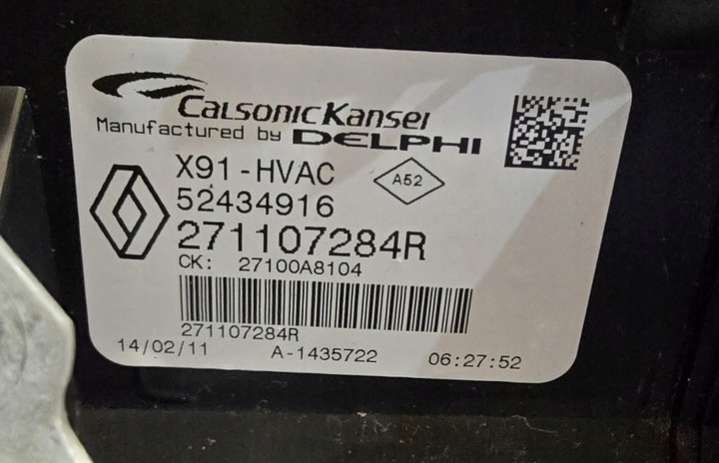 CalsonicKansei
Manufactured by DELPHI
X91-HVAC
A52
52434916
271107284R
CK: 27100A8104
271107284R
14/02/11 A-1435722 06:27:52